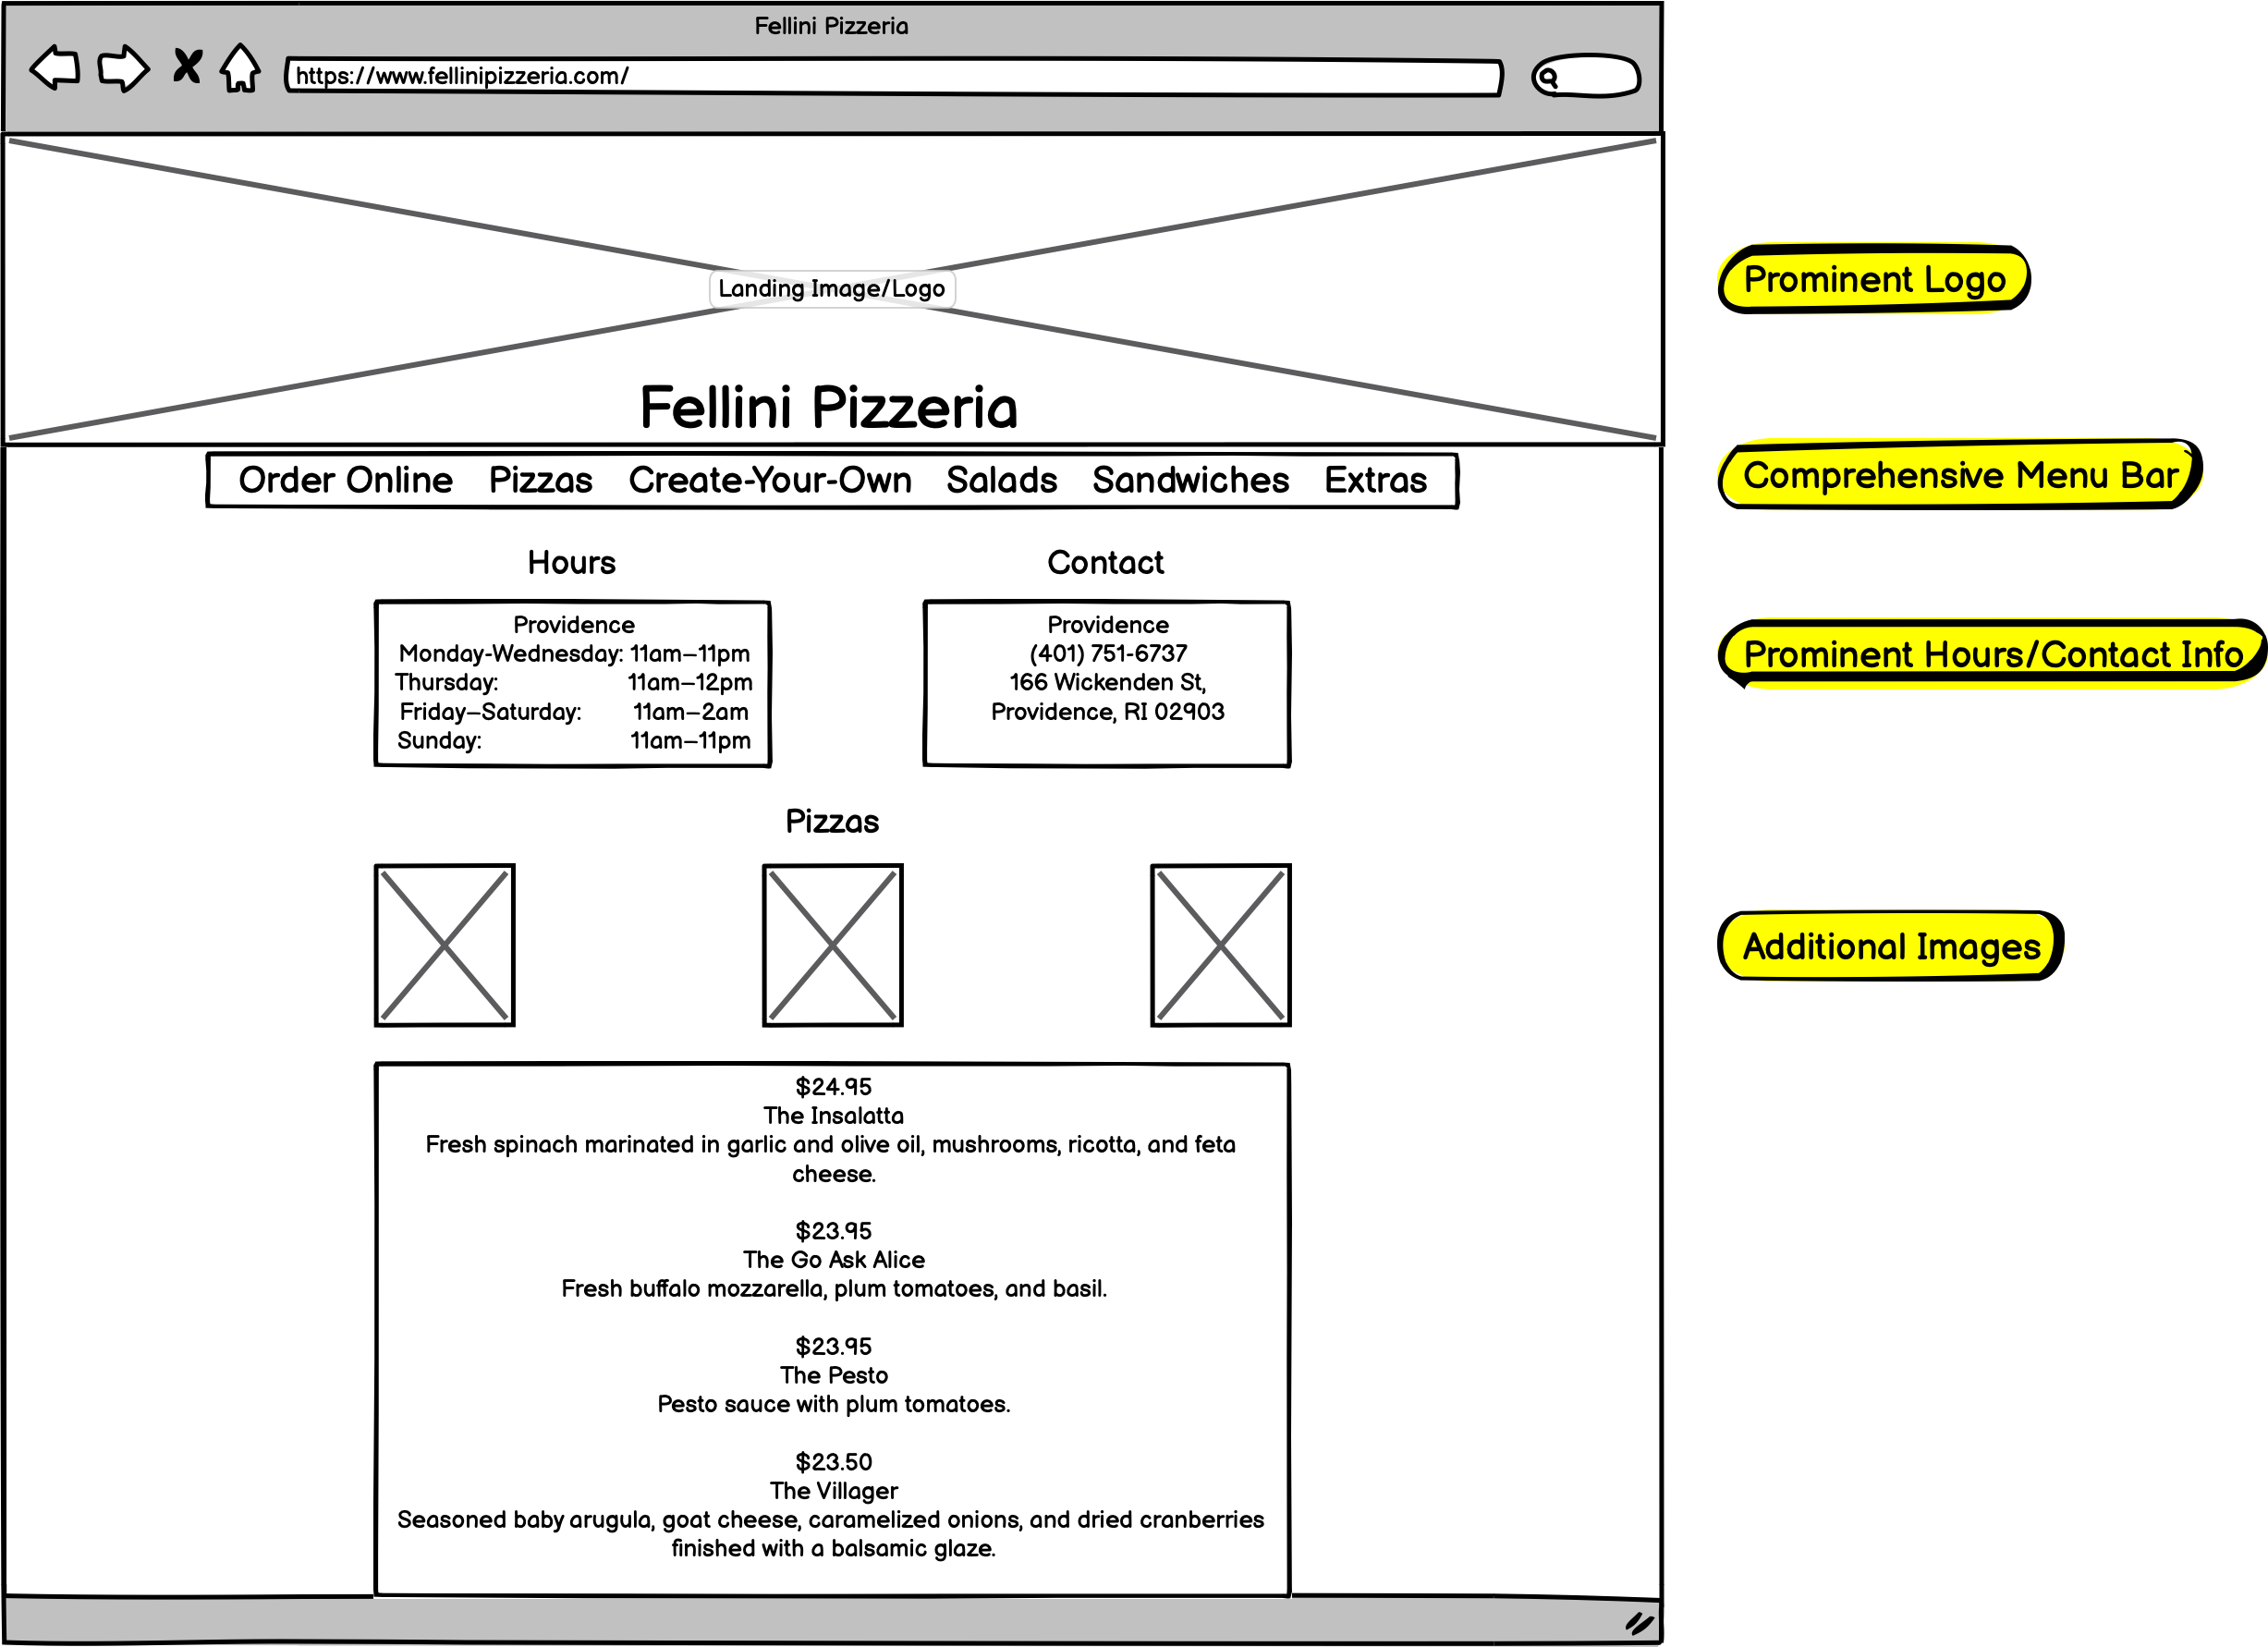 Fellini Pizzeria
https://www.fellinipizzeria.com/
Landing Image/Logo
Fellini Pizzeria
Prominent Logo
Order Online Pizzas Create-Your-Own Salads Sandwiches Extras
Comprehensive Menu Bar
Hours
Providence
Monday-Wednesday: 11am–11pm
Thursday: 11am–12pm
Friday–Saturday: 11am–2am
Sunday: 11am–11pm
Contact
Providence
(401) 751-6737
166 Wickenden St,
Providence, RI 02903
Prominent Hours/Contact Info
Pizzas
Additional Images
$24.95
The Insalatta
Fresh spinach marinated in garlic and olive oil, mushrooms, ricotta, and feta
cheese.
$23.95
The Go Ask Alice
Fresh buffalo mozzarella, plum tomatoes, and basil.
$23.95
The Pesto
Pesto sauce with plum tomatoes.
$23.50
The Villager
Seasoned baby arugula, goat cheese, caramelized onions, and dried cranberries
finished with a balsamic glaze.